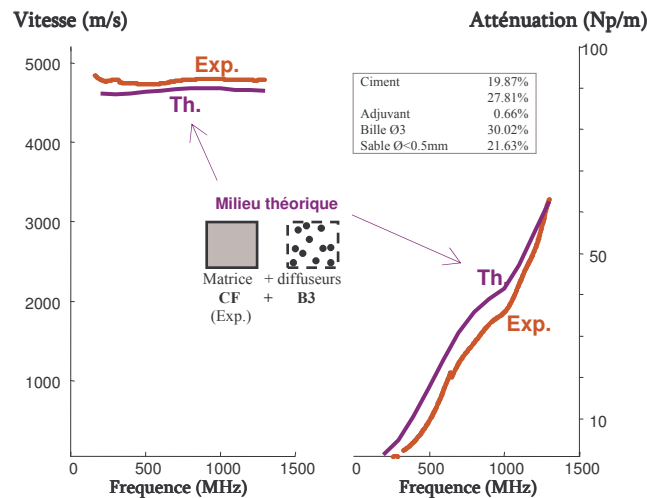 Vitesse (m/s)
Atténuation (Np/m)
5000
4000
3000
2000
1000
Exp.
Th.
100
50
10
Ciment 19.87%
27.81%
Adjuvant 0.66%
Bille Ø3 30.02%
Sable Ø<0.5mm 21.63%
Milieu théorique
Matrice + diffuseurs
CF + B3
(Exp.)
Th.
Exp.
0 500 1000 1500
0 500 1000 1500
Frequence (MHz)
Frequence (MHz)